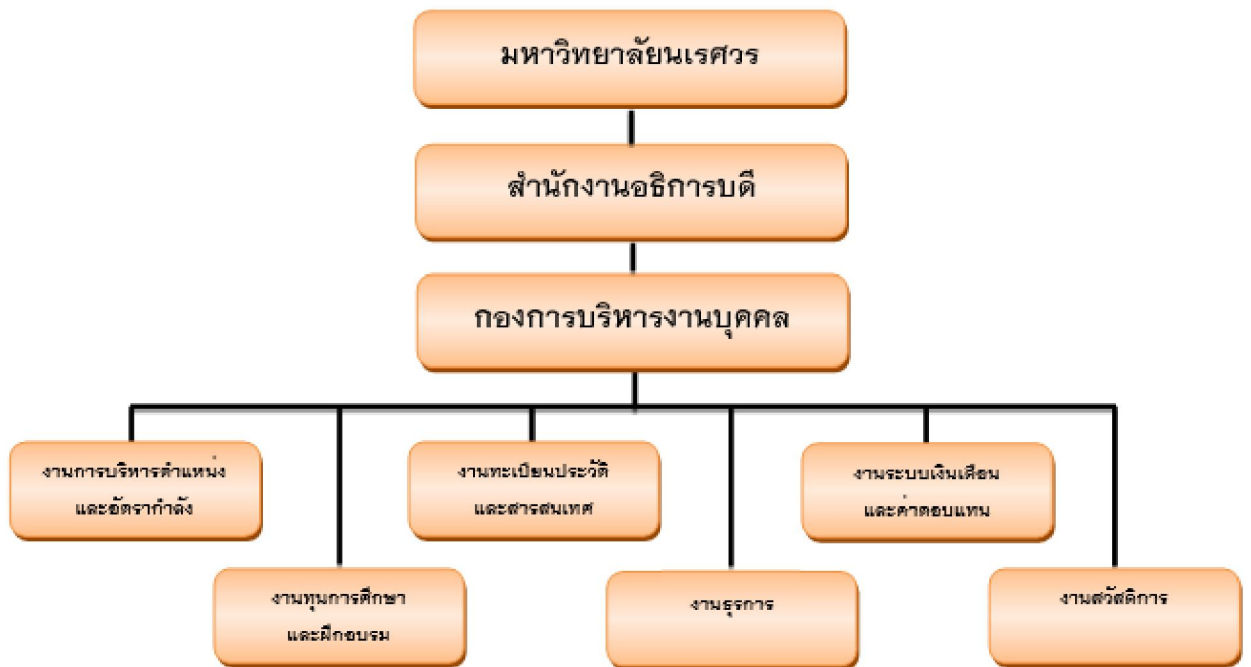 มหาวิทยาลัยนเรศวร
สำนักงานอธิการบดี
กองการบริหารงานบุคคล
งานการบริหารตำแหน่ง
และอัตรากำลัง
งานทะเบียนประวัติ
และสารสนเทศ
งานระบบเงินเดือน
และค่าตอบแทน
งานทุนการศึกษา
และฝึกอบรม
งานธุรการ
งานสวัสดิการ